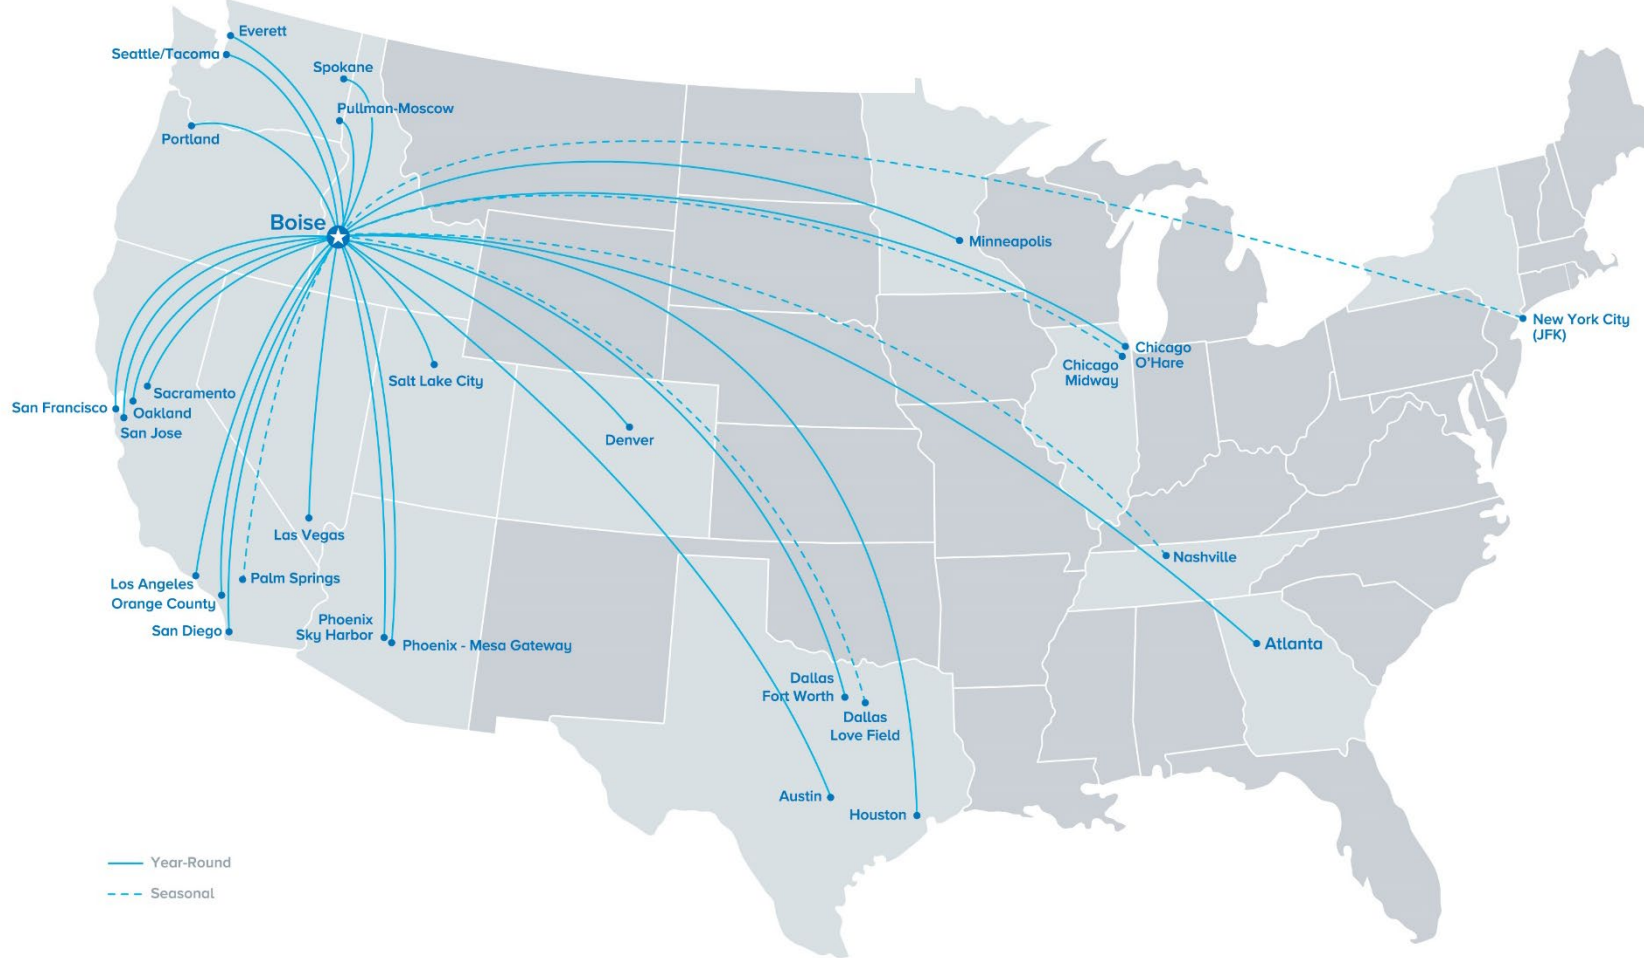 Everett
Seattle/Tacoma
Spokane
Pullman-Moscow
Portland
Boise
Minneapolis
New York City
(JFK)
Chicago
O'Hare
Chicago
Midway
Salt Lake City
Sacramento
San Francisco
Oakland
San Jose
Denver
Las Vegas
Nashville
Los Angeles
Palm Springs
Orange County
San Diego
Phoenix
Sky Harbor
Phoenix - Mesa Gateway
Atlanta
Dallas
Fort Worth
Dallas
Love Field
Austin
Houston
Year-Round
Seasonal